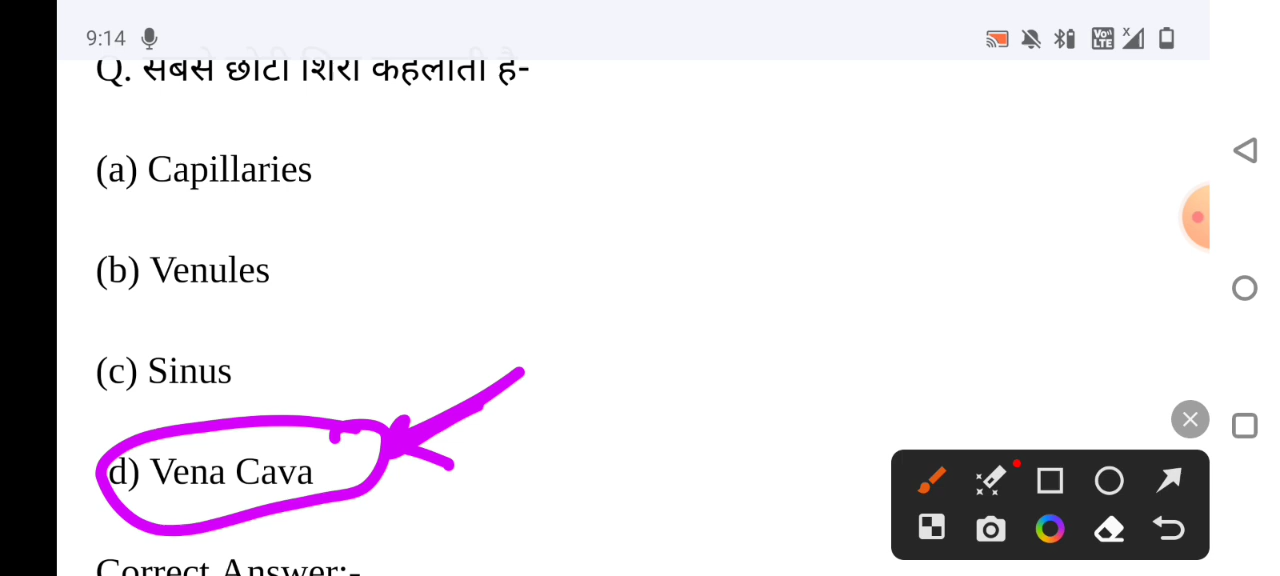 9:14
Q. सबसे छोटी शिरा कहलाती है-
(a) Capillaries
(b) Venules
(c) Sinus
d) Vena Cava
Correct Answer:-